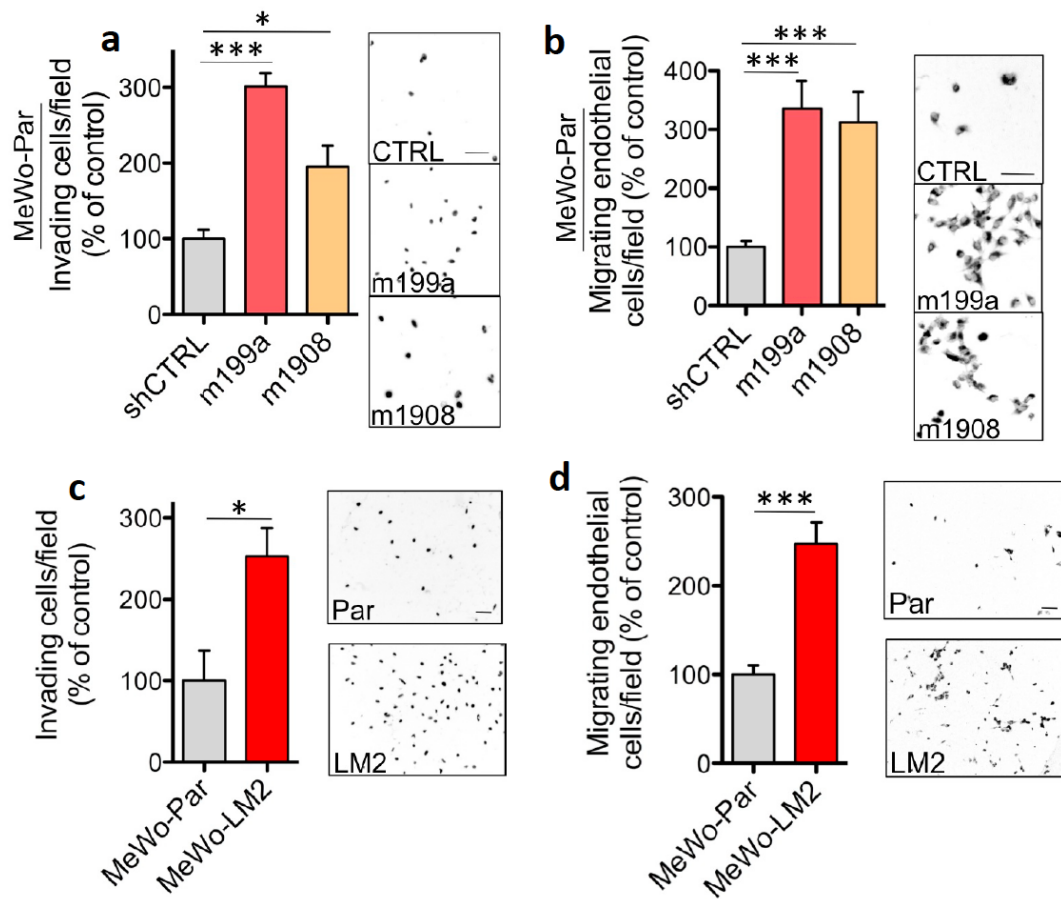 a
MeWo-Par
Invading cells/field
(% of control)
300
200
100
0
***
*
shCTRL
m199a
m1908
CTRL
m199a
m1908
b
MeWo-Par
Migrating endothelial
cells/field (% of control)
400
300
200
100
0
***
***
shCTRL
m199a
m1908
CTRL
m199a
m1908
c
Invading cells/field
(% of control)
300
200
100
0
*
MeWo-Par
MeWo-LM2
Par
LM2
d
Migrating endothelial
cells/field (% of control)
300
200
100
0
***
MeWo-Par
MeWo-LM2
Par
LM2